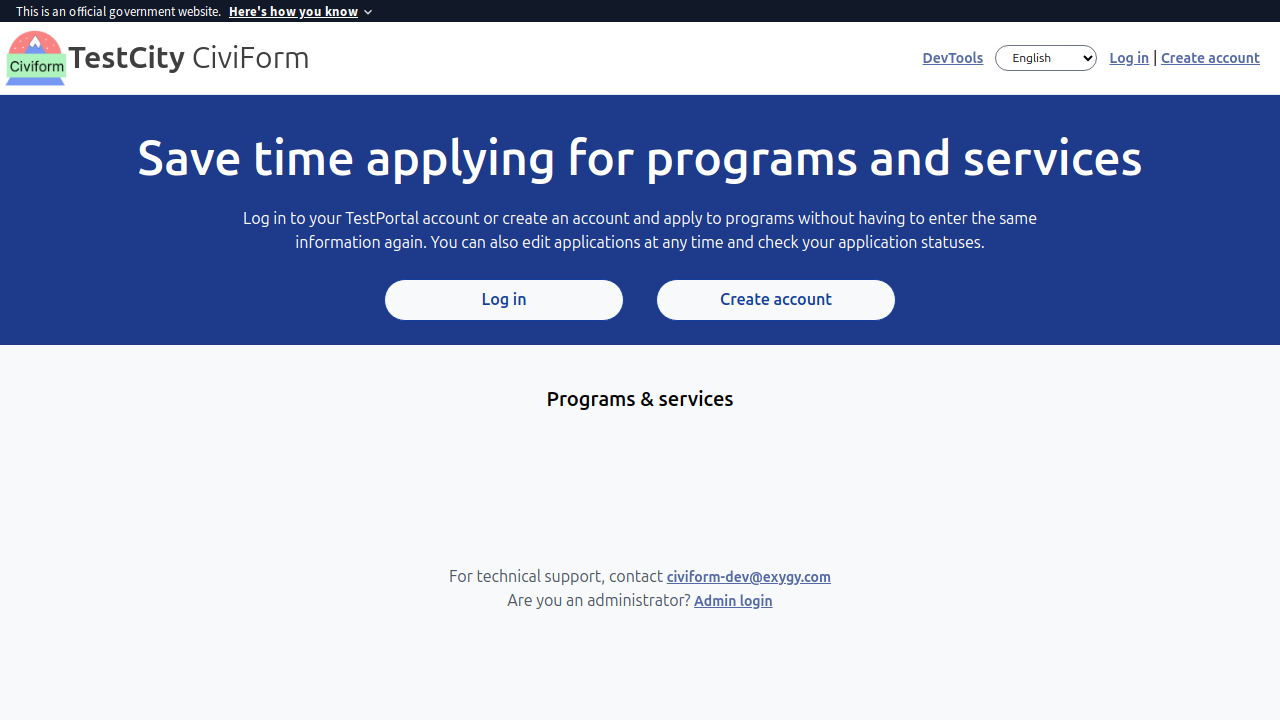 This is an official government website. Here's how you know
Civiform
TestCity CiviForm
DevTools English Log in | Create account
Save time applying for programs and services
Log in to your TestPortal account or create an account and apply to programs without having to enter the same
information again. You can also edit applications at any time and check your application statuses.
Log in Create account
Programs & services
For technical support, contact civiform-dev@exygy.com
Are you an administrator? Admin login